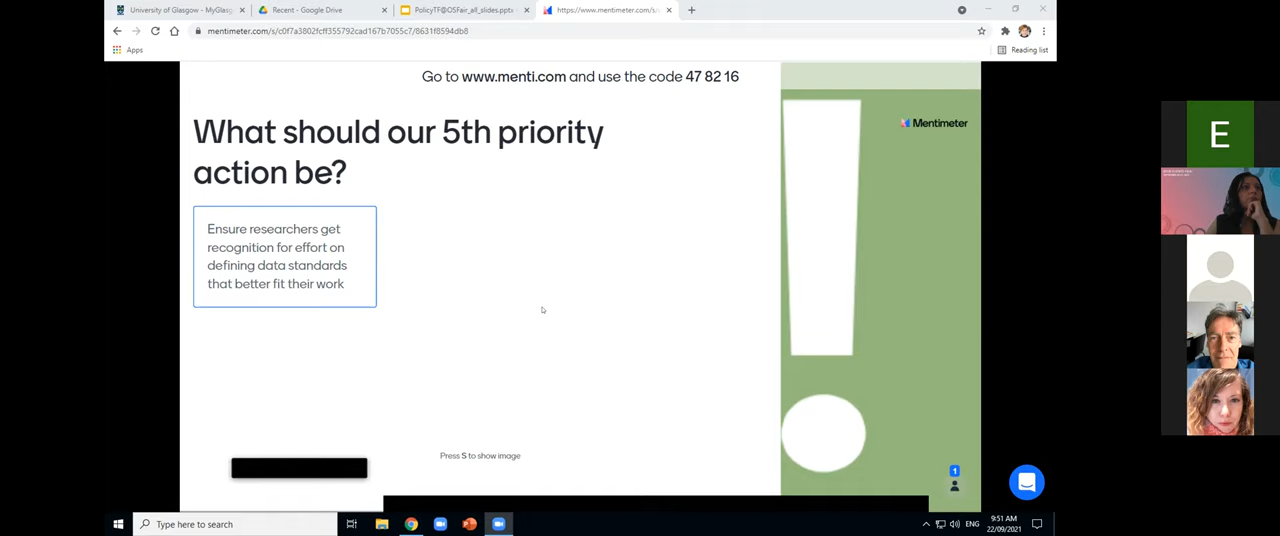 University of Glasgow - MyGlasg
Recent - Google Drive
PolicyTF@OSFair_all_slides.pptx
https://www.mentimeter.com/s/
mentimeter.com/s/c0f7a3802fcff355792cad167b7055c7/8631f8594db8
Apps
Reading list
Go to www.menti.com and use the code 47 82 16
Mentimeter
What should our 5th priority
action be?
Ensure researchers get
recognition for effort on
defining data standards
that better fit their work
Press S to show image
1
E
Type here to search
ENG
9:51 AM
22/09/2021